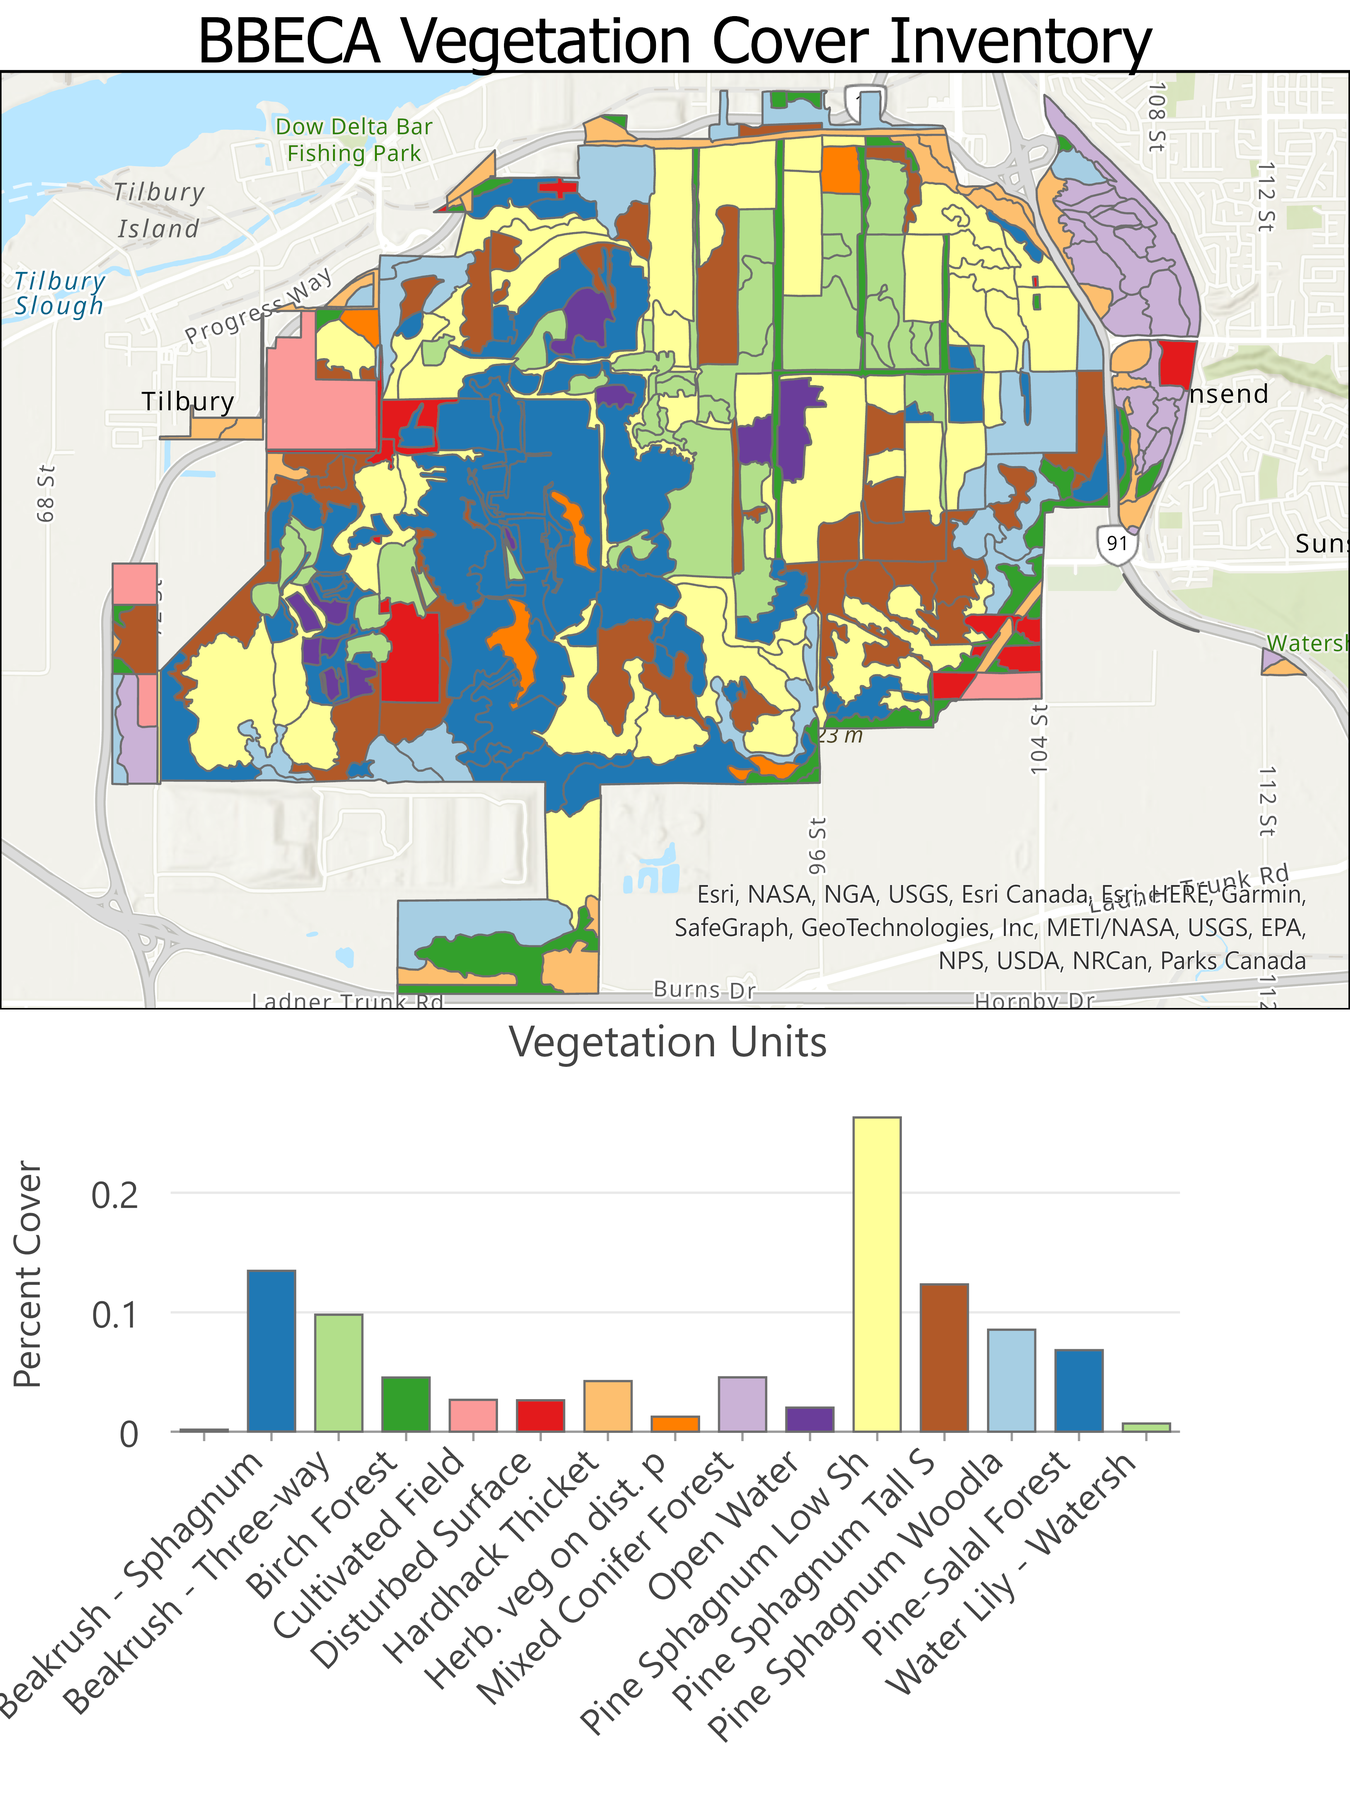 BBECA Vegetation Cover Inventory
Dow Delta Bar
Fishing Park
108 St
112 St
Tilbury
Island
Tilbury
Slough
Progress Way
Tilbury
nsend
68 St
91
Suns
Watersh
104 St
23 m
112 St
96 St
Ladner Trunk Rd
Esri, NASA, NGA, USGS, Esri Canada, Esri, HERE, Garmin,
SafeGraph, GeoTechnologies, Inc, METI/NASA, USGS, EPA,
NPS, USDA, NRCan, Parks Canada
Ladner Trunk Rd
Burns Dr
Hornby Dr
112
Vegetation Units
Percent Cover
0.2
0.1
0
Beakrush - Sphagnum
Beakrush - Three-way
Birch Forest
Cultivated Field
Disturbed Surface
Hardhack Thicket
Herb. veg on dist. p
Mixed Conifer Forest
Open Water
Pine Sphagnum Low Sh
Pine Sphagnum Tall S
Pine Sphagnum Woodla
Pine-Salal Forest
Water Lily - Watersh